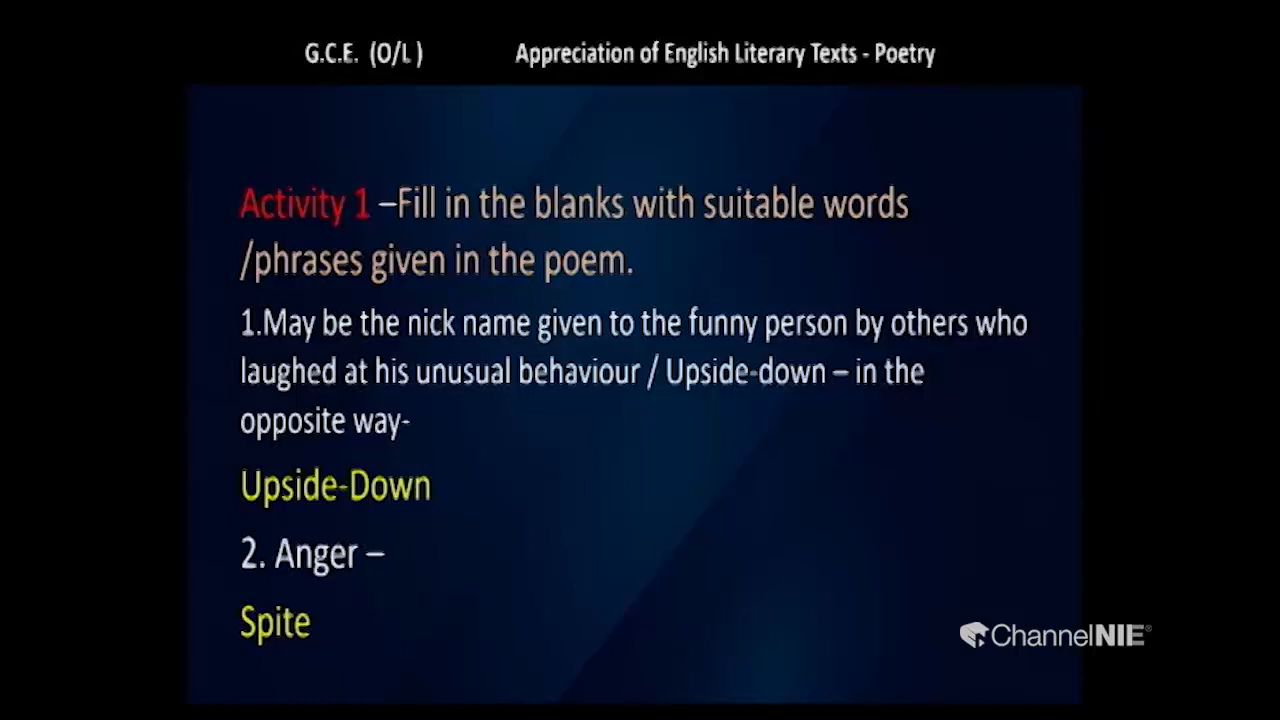 G.C.E. (O/L) Appreciation of English Literary Texts - Poetry
Activity 1 –Fill in the blanks with suitable words
/phrases given in the poem.
1.May be the nick name given to the funny person by others who
laughed at his unusual behaviour / Upside-down – in the
opposite way-
Upside-Down
2. Anger –
Spite
ChannelNIE®